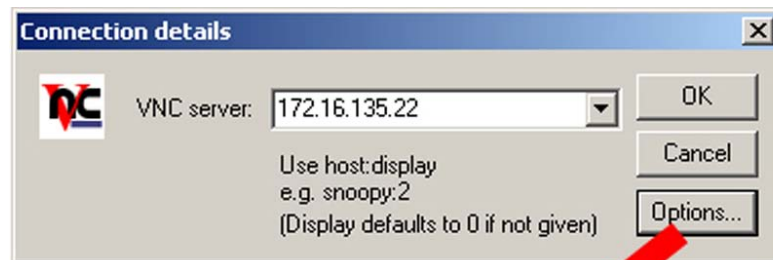 Connection details
VNC
VNC server: 172.16.135.22
OK
Use host:display
Cancel
e.g. snoopy:2
(Display defaults to 0 if not given)
Options...